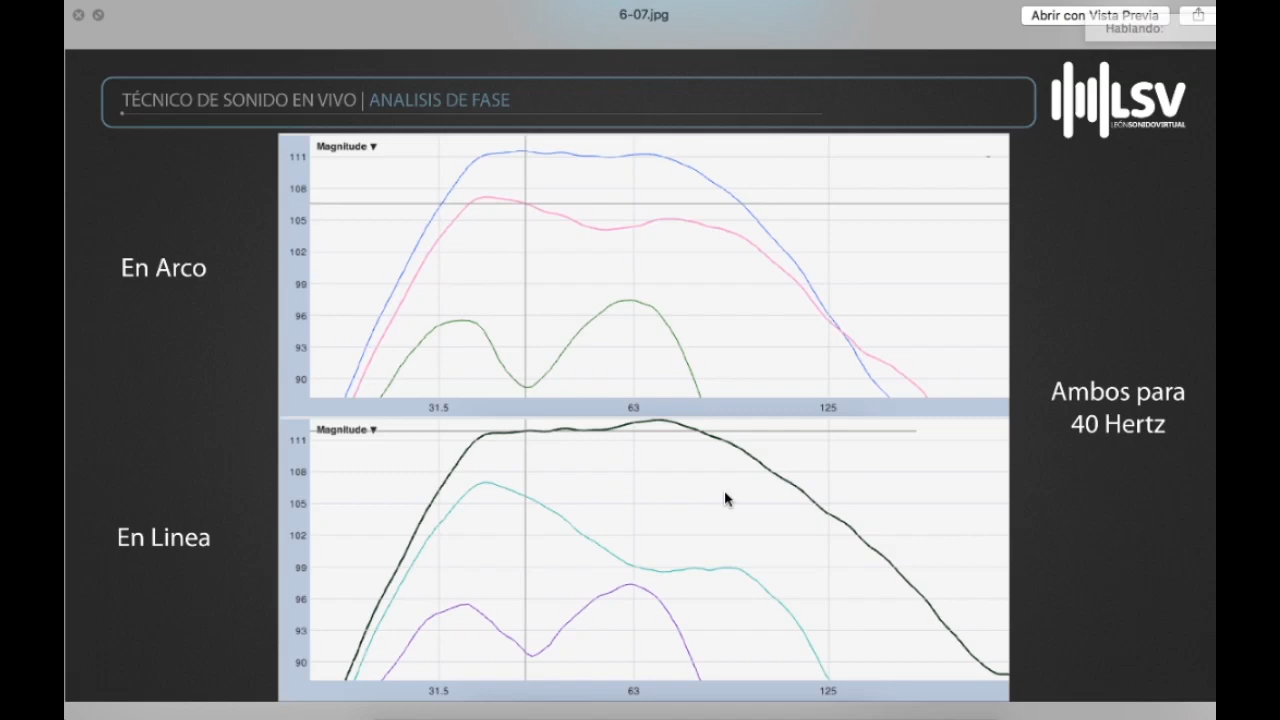 6-07.jpg
Abrir con Vista Previa
Hablando:
TÉCNICO DE SONIDO EN VIVO | ANALISIS DE FASE
LSV
LEÓNSONIDOVIRTUAL
Magnitude ▼
111
108
105
102
99
96
93
90
31.5 63 125
En Arco
Ambos para
40 Hertz
Magnitude ▼
111
108
105
102
99
96
93
90
31.5 63 125
En Linea